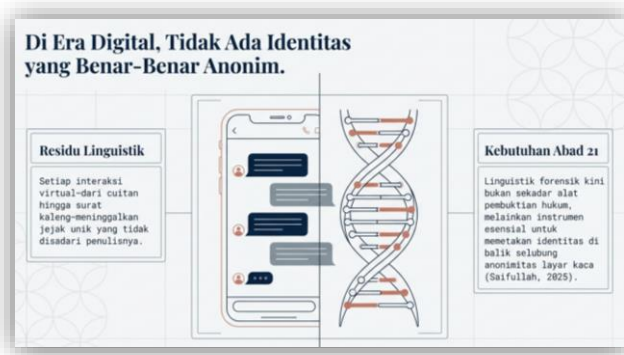 Di Era Digital, Tidak Ada Identitas
yang Benar-Benar Anonim.
Residu Linguistik
Setiap interaksi
virtual-dari cuitan
hingga surat
kaleng-meninggalkan
jejak unik yang tidak
disadari penulisnya.
Kebutuhan Abad 21
Linguistik forensik kini
bukan sekadar alat
pembuktian hukum,
melainkan instrumen
esensial untuk
memetakan identitas di
balik selubung
anonimitas layar kaca
(Saifullah, 2025).